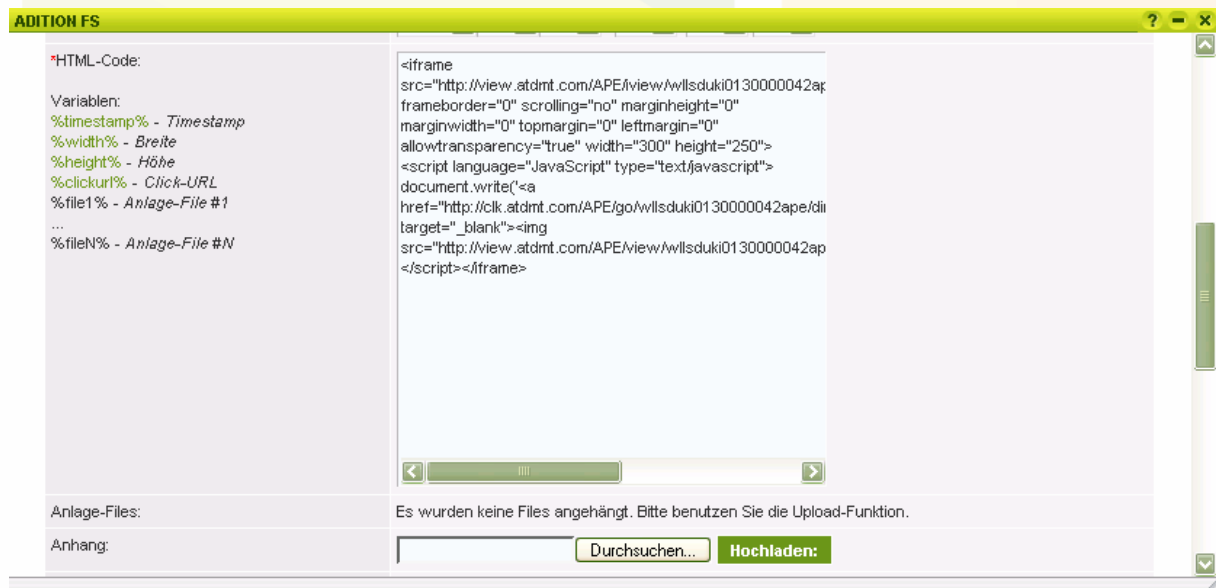 ADITION FS
? – x
*HTML-Code:
Variablen:
%timestamp% - Timestamp
%width% - Breite
%height% - Höhe
%clickurl% - Click-URL
%file1% - Anlage-File #1
...
%fileN% - Anlage-File #N
<iframe
src="http://view.atdmt.com/APE/iview/wllsduki0130000042ap
frameborder="0" scrolling="no" marginheight="0"
marginwidth="0" topmargin="0" leftmargin="0"
allowtransparency="true" width="300" height="250">
<script language="JavaScript" type="text/javascript">
document.write('<a
href="http://clk.atdmt.com/APE/go/wllsduki0130000042ape/dir
target="_blank"><img
src="http://view.atdmt.com/APE/view/wllsduki0130000042ap
</script></iframe>
Anlage-Files:
Es wurden keine Files angehängt. Bitte benutzen Sie die Upload-Funktion.
Anhang:
Durchsuchen...
Hochladen: